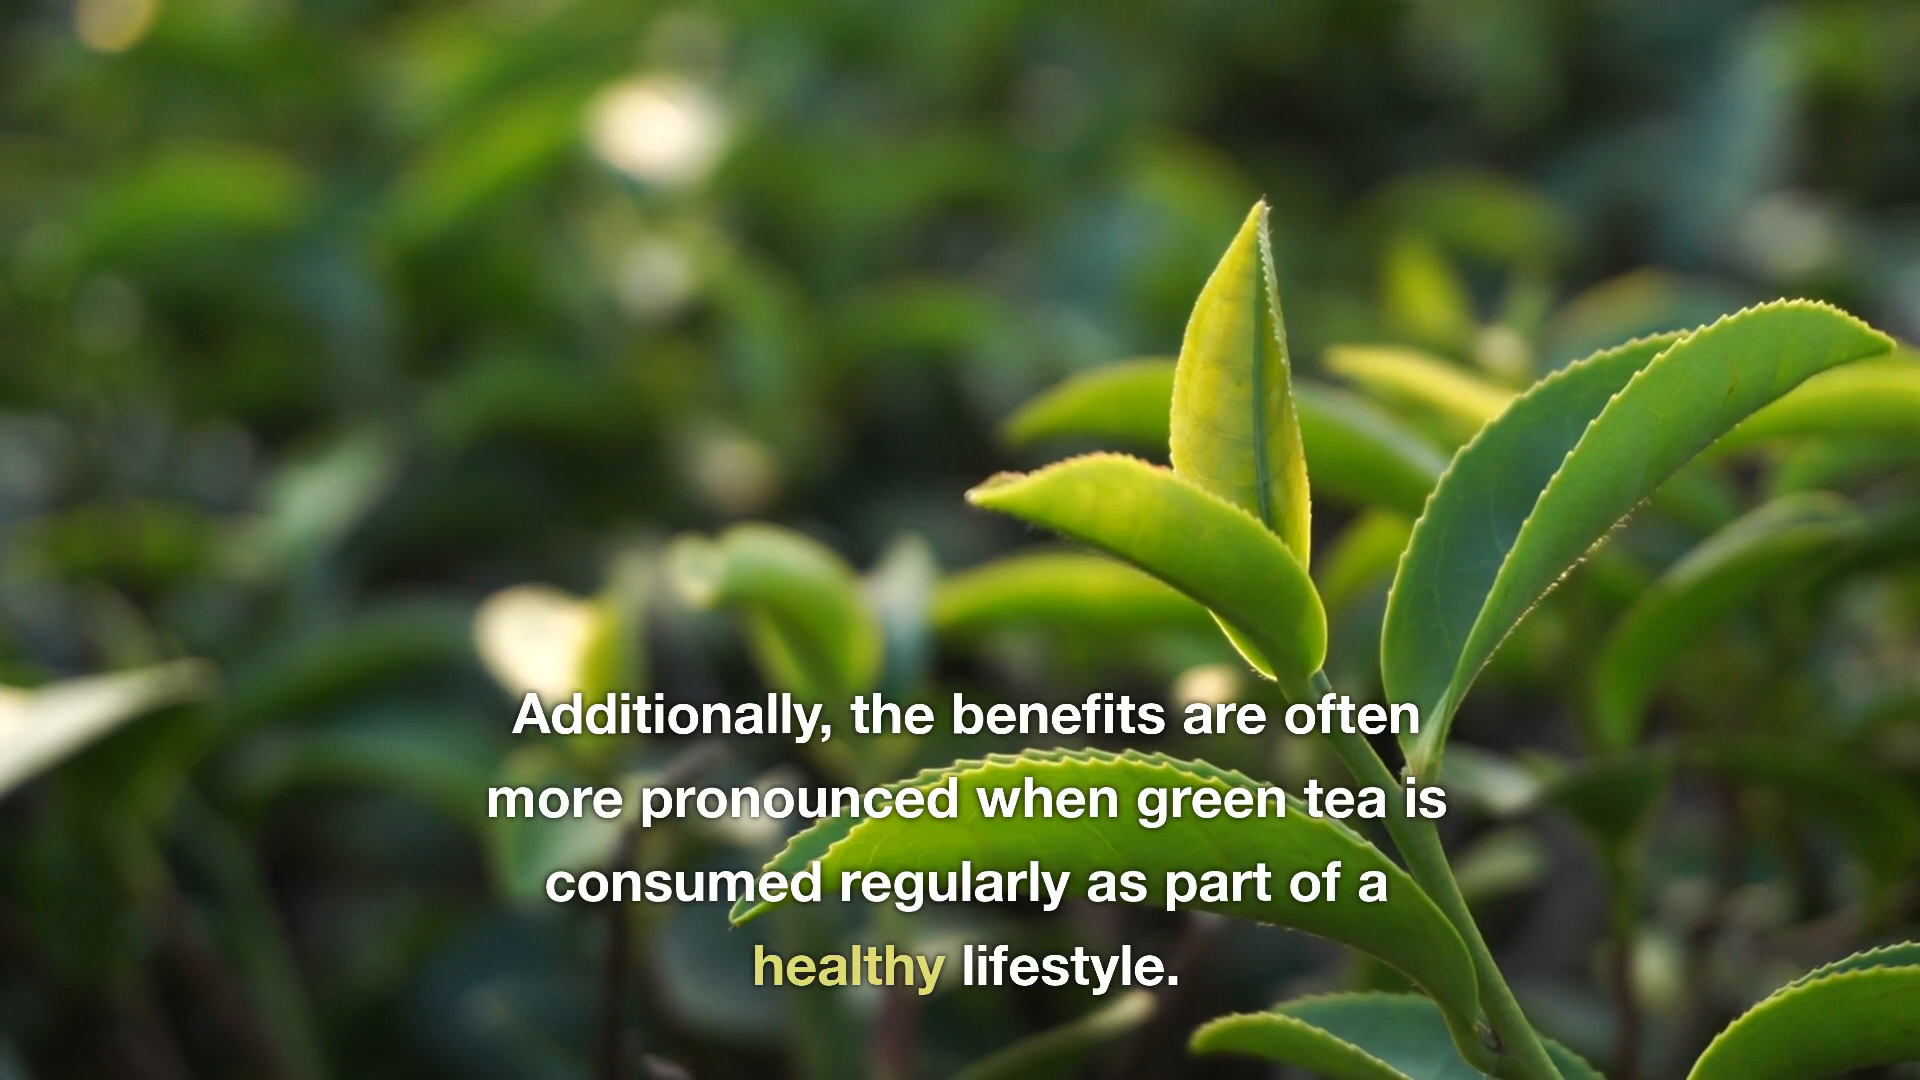 Additionally, the benefits are often
more pronounced when green tea is
consumed regularly as part of a
healthy lifestyle.